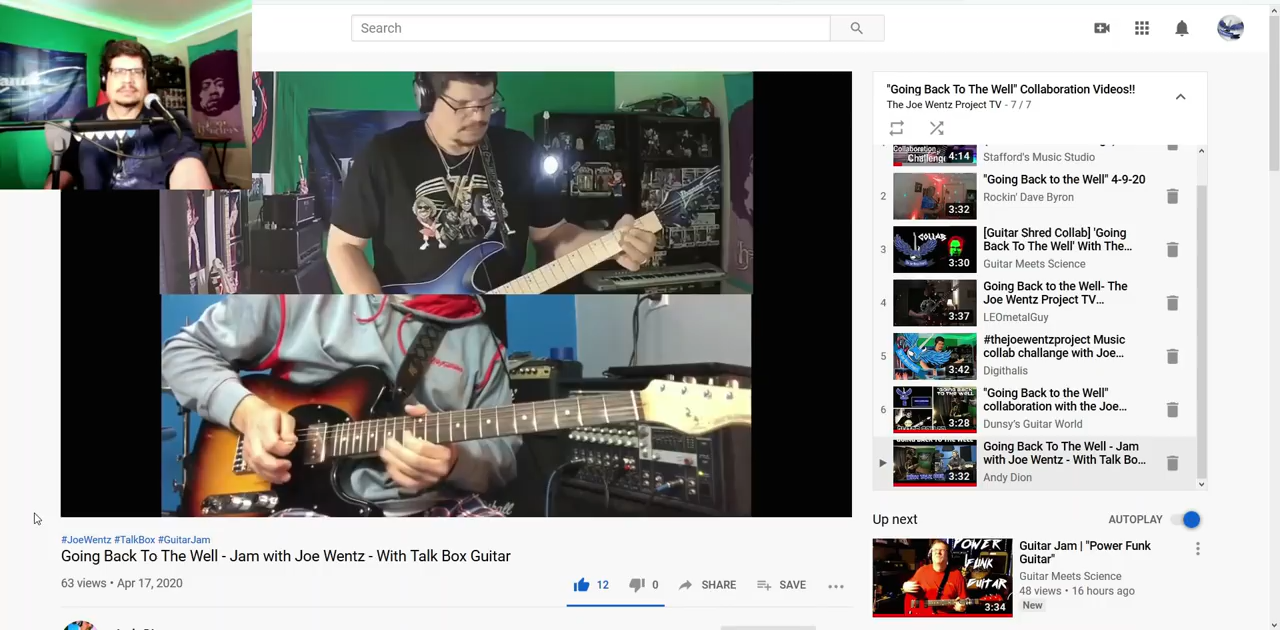 Search
"Going Back To The Well" Collaboration Videos!!
The Joe Wentz Project TV - 7 / 7
Collaboration
Challenge
4:14
Stafford's Music Studio
2
3:32
"Going Back to the Well" 4-9-20
Rockin' Dave Byron
3
COLLAB
3:30
[Guitar Shred Collab] 'Going
Back To The Well' With The...
Guitar Meets Science
4
3:37
Going Back to the Well- The
Joe Wentz Project TV...
LEOmetalGuy
5
3:42
#thejoewentzproject Music
collab challange with Joe...
Digithalis
6
3:28
"Going Back to the Well"
collaboration with the Joe...
Dunsy's Guitar World
3:32
Going Back To The Well - Jam
with Joe Wentz - With Talk Bo...
Andy Dion
#JoeWentz #TalkBox #GuitarJam
Going Back To The Well - Jam with Joe Wentz - With Talk Box Guitar
63 views • Apr 17, 2020
12
0
SHARE
SAVE
Up next
AUTOPLAY
POWER
FUNK
GUITAR
3:34
Guitar Jam | "Power Funk
Guitar"
Guitar Meets Science
48 views • 16 hours ago
New